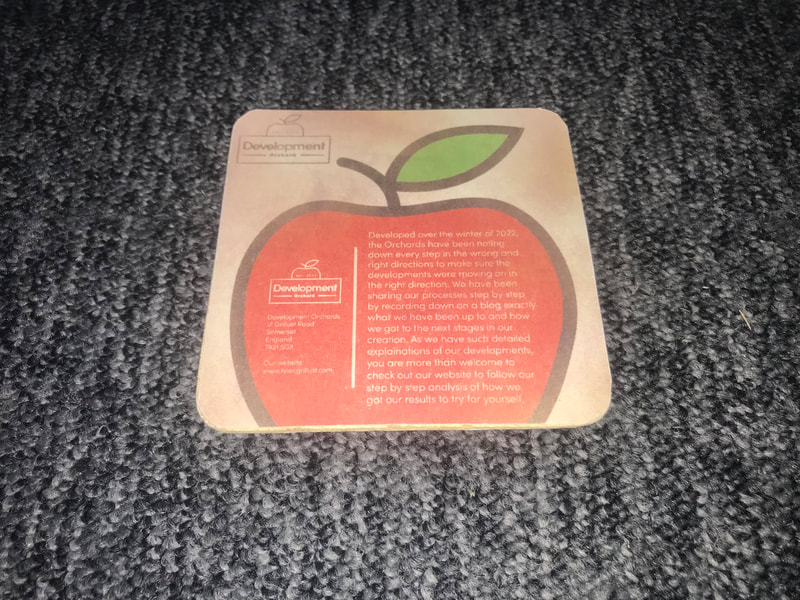 Development
Orchard
Developed over the winter of 2022,
the Orchards have been noting
down every step in the wrong and
right directions to make sure the
developments were moving on in
the right direction. We have been
sharing our processes step by step
by recording down on a blog exactly
what we have been up to and how
we got to the next stages in our
creation. As we have such detailed
explainations of our developments,
you are more than welcome to
check out our website to follow our
step by step analysis of how we
got our results to try for yourself.
Development
Orchard
Development Orchards
Road
Somerset
England
Our website